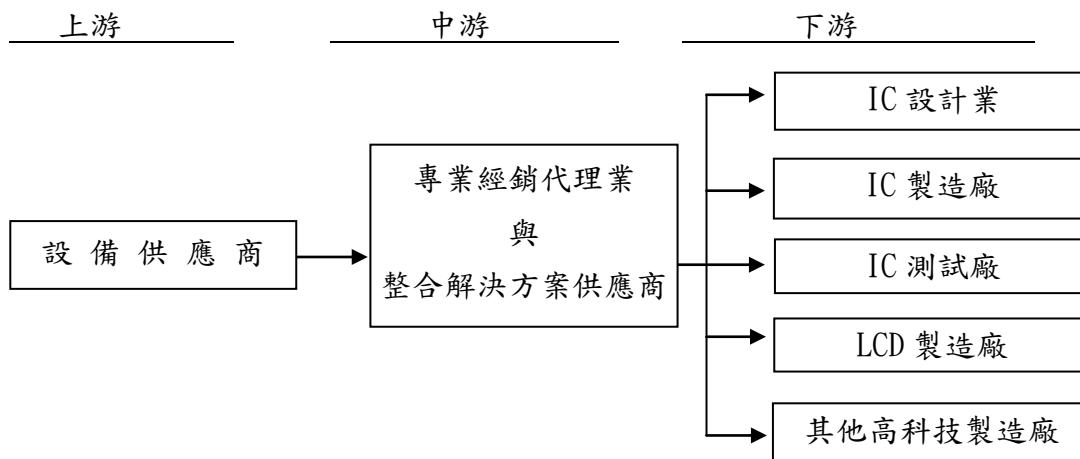 上游
中游
下游
設備供應商
專業經銷代理業
與
整合解決方案供應商
IC 設計業
IC 製造廠
IC 測試廠
LCD 製造廠
其他高科技製造廠